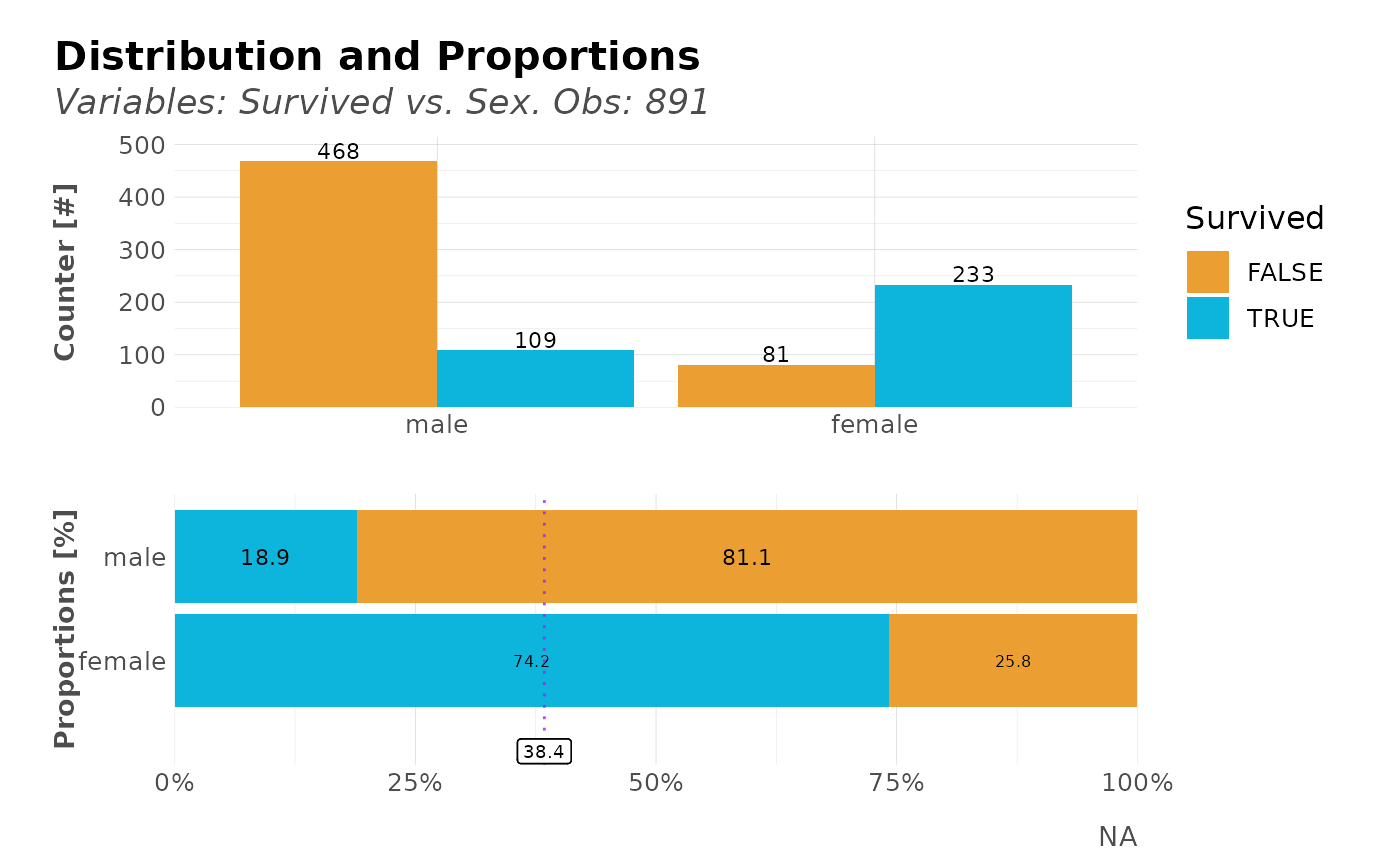 Distribution and Proportions
Variables: Survived vs. Sex. Obs: 891
Counter [#]
500
400
300
200
100
0
468
109
81
233
male
female
Survived
FALSE
TRUE
Proportions [%]
male
18.9
81.1
female
74.2
25.8
38.4
0%
25%
50%
75%
100%
NA